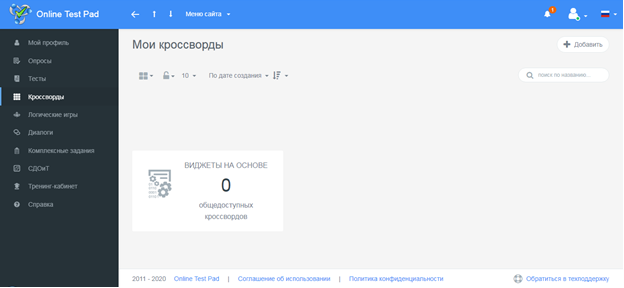 Online Test Pad
Меню сайта
1
Мой профиль
Опросы
Тесты
Кроссворды
Логические игры
Диалоги
Комплексные задания
СДОиТ
Тренинг-кабинет
Справка
Мои кроссворды
Добавить
10
По дате создания
поиск по названию...
ВИДЖЕТЫ НА ОСНОВЕ
0
общедоступных
кроссвордов
2011 - 2020 Online Test Pad | Соглашение об использовании | Политика конфиденциальности
Обратиться в техподдержку